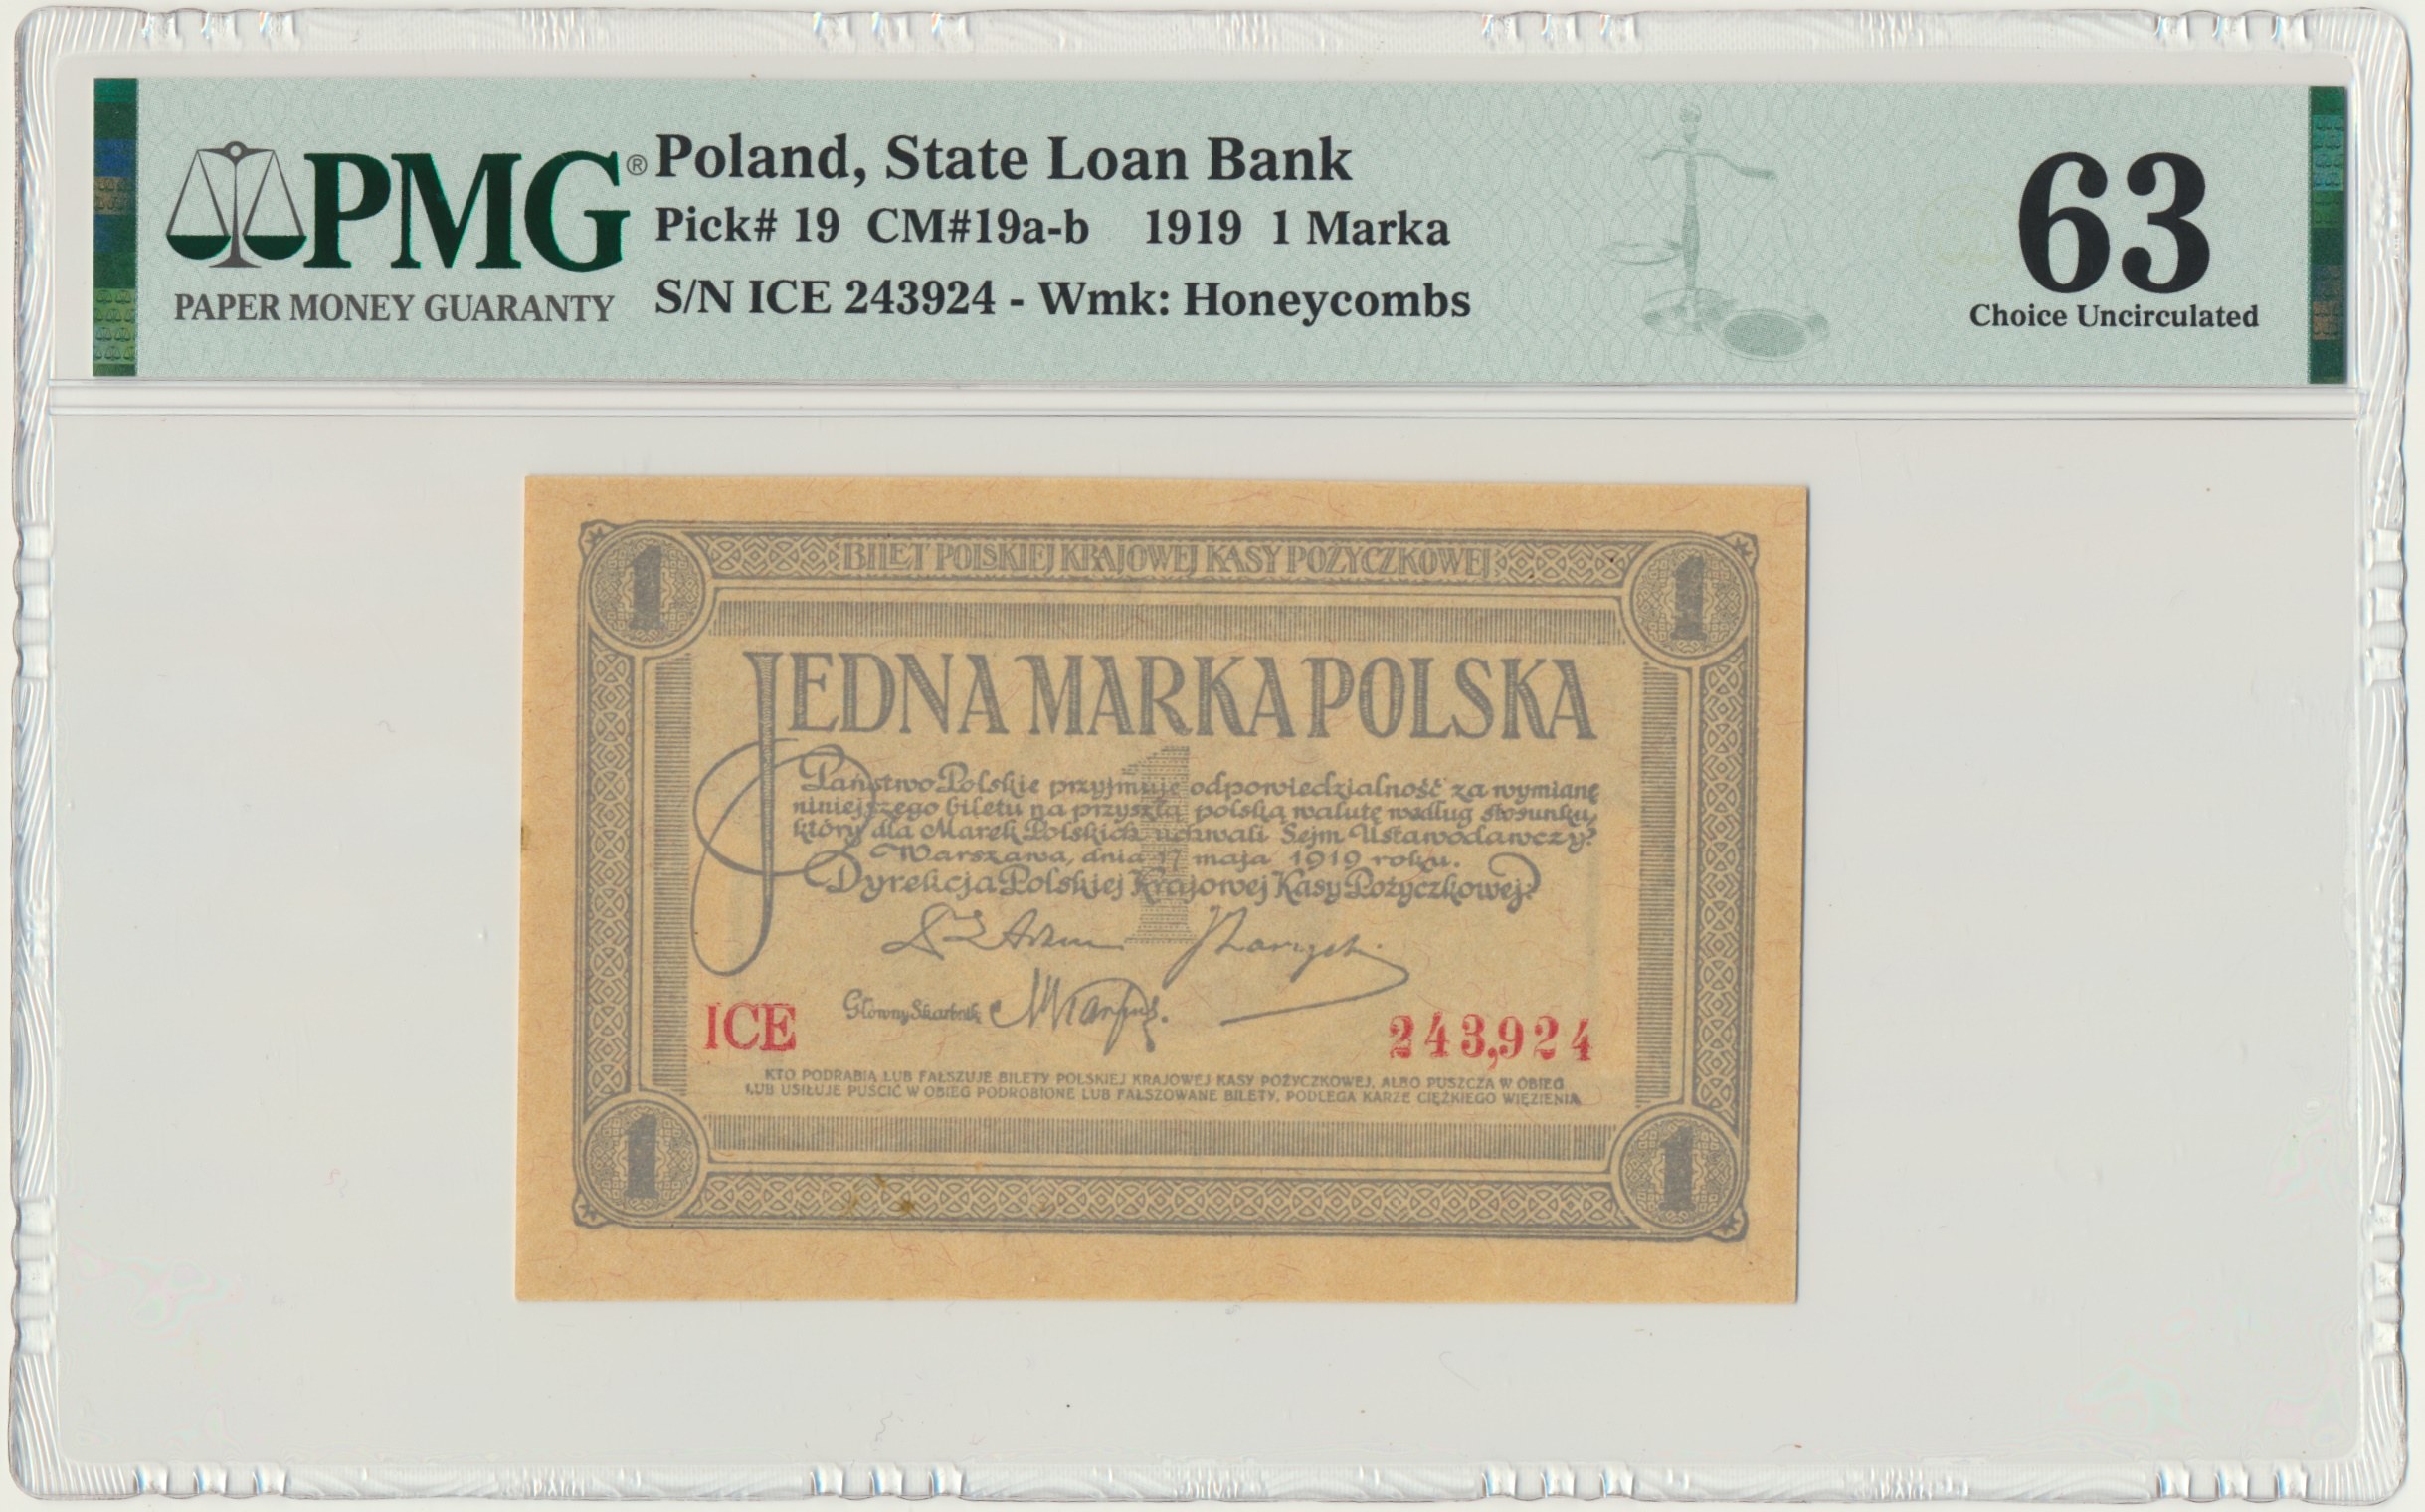 PMG®
PAPER MONEY GUARANTY
Poland, State Loan Bank
Pick# 19 CM#19a-b 1919 1 Marka
S/N ICE 243924 - Wmk: Honeycombs
63
Choice Uncirculated
1 BILET POLSKIEJ KRAJOWEJ KASY POŻYCZKOWEJ 1
JEDNA MARKA POLSKA
1
Państwo Polskie przyjmuje odpowiedzialność za wymianę
niniejszego biletu na przyszłą polską walutę według stosunku,
który dla Marek Polskich uchwali Sejm Ustawodawczy.
Warszawa, dnia 17 maja 1919 roku.
Dyrekcja Polskiej Krajowej Kasy Pożyczkowej:
Główny Skarbnik
ICE 243,924
KTO PODRABIA LUB FAŁSZUJE BILETY POLSKIEJ KRAJOWEJ KASY POŻYCZKOWEJ, ALBO PUSZCZA W OBIEG
LUB USIŁUJE PUŚCIĆ W OBIEG PODROBIONE LUB FAŁSZOWANE BILETY, PODLEGA KARZE CIĘŻKIEGO WIĘZIENIA
1 1